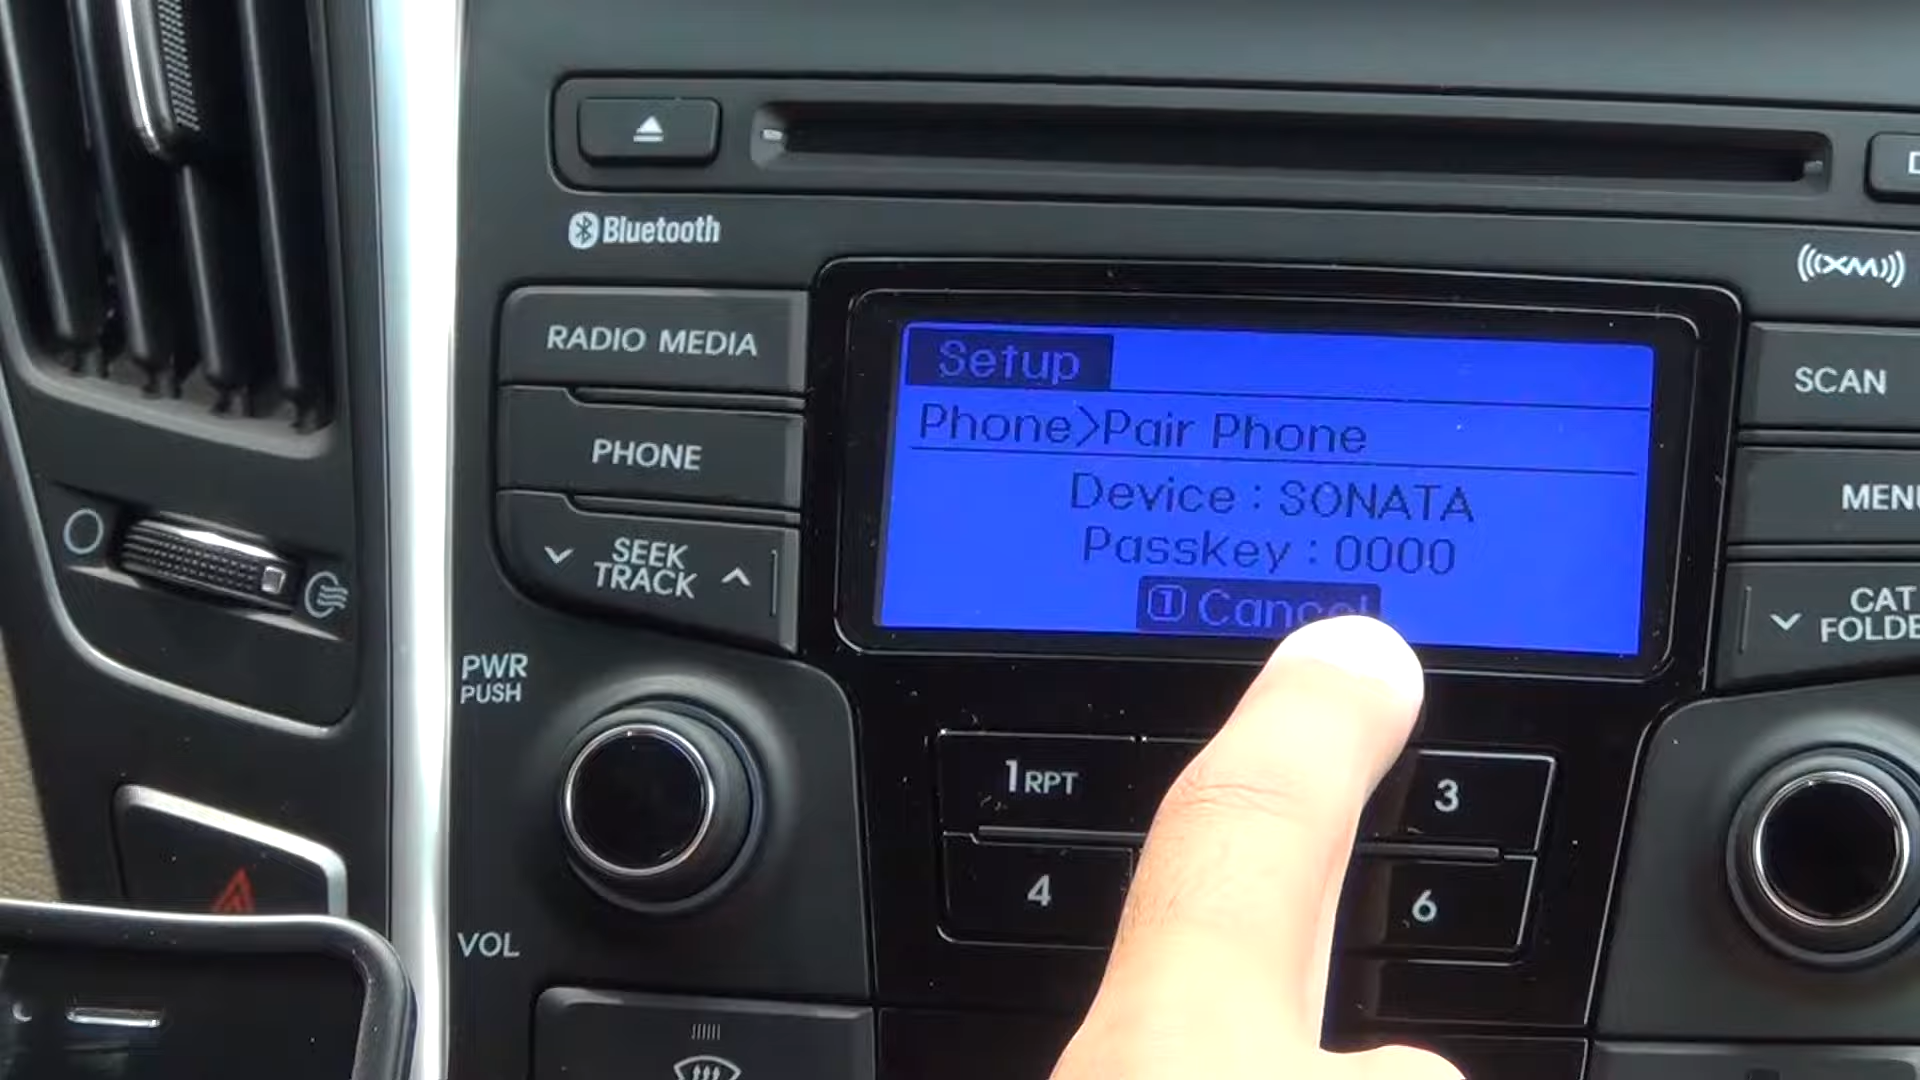 Bluetooth
XM
RADIO MEDIA
PHONE
SEEK
TRACK
PWR
PUSH
VOL
Setup
Phone>Pair Phone
Device : SONATA
Passkey : 0000
1 Cancel
SCAN
CAT
1 RPT
3
4
6